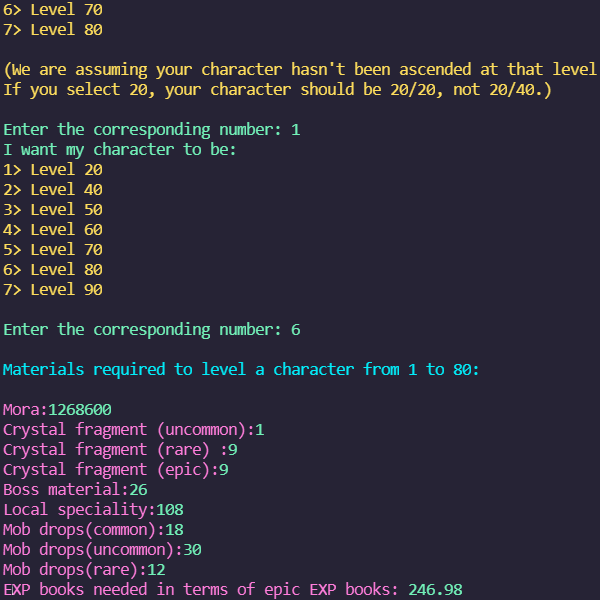 6> Level 70
7> Level 80
(We are assuming your character hasn't been ascended at that level
If you select 20, your character should be 20/20, not 20/40.)
Enter the corresponding number: 1
I want my character to be:
1> Level 20
2> Level 40
3> Level 50
4> Level 60
5> Level 70
6> Level 80
7> Level 90
Enter the corresponding number: 6
Materials required to level a character from 1 to 80:
Mora:1268600
Crystal fragment (uncommon):1
Crystal fragment (rare) :9
Crystal fragment (epic):9
Boss material:26
Local speciality:108
Mob drops(common):18
Mob drops(uncommon):30
Mob drops(rare):12
EXP books needed in terms of epic EXP books: 246.98